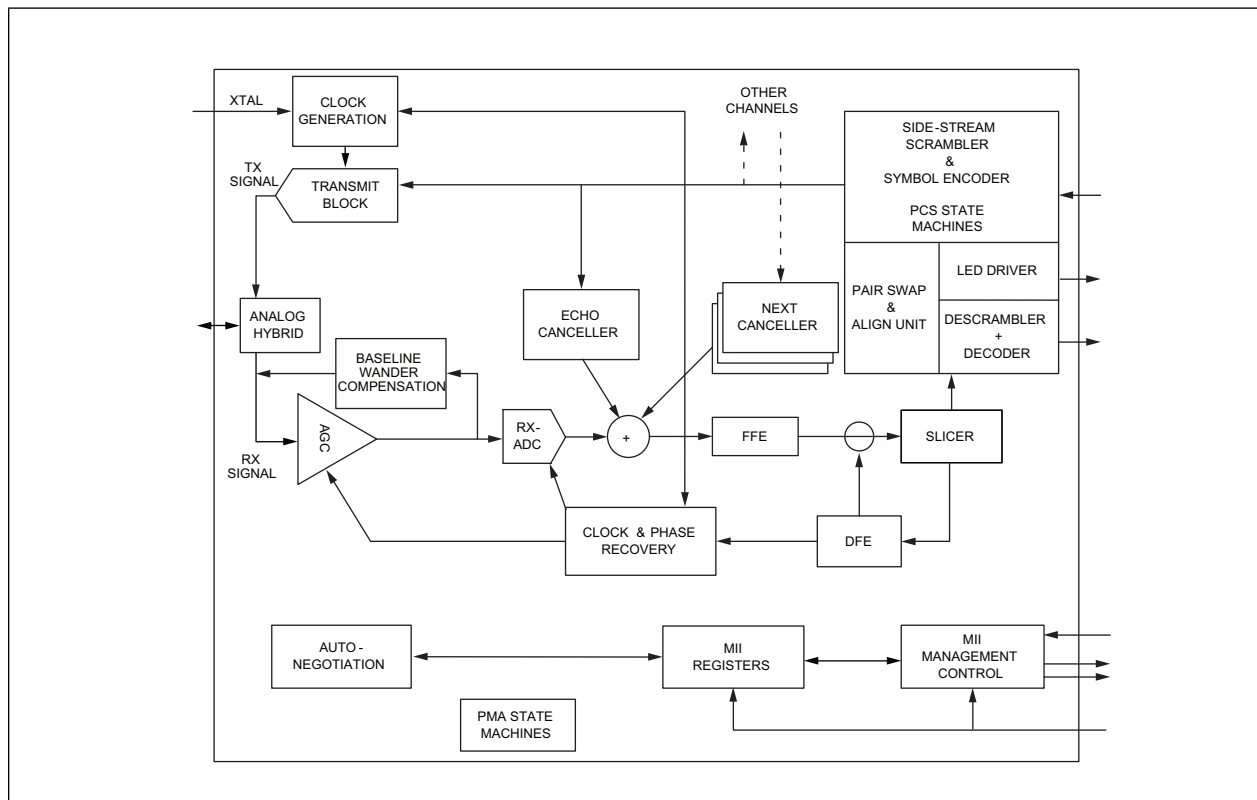 XTAL
CLOCK
GENERATION
OTHER
CHANNELS
SIDE-STREAM
SCRAMBLER
&
SYMBOL ENCODER
PCS STATE
MACHINES
TX
SIGNAL
TRANSMIT
BLOCK
PAIR SWAP
&
ALIGN UNIT
LED DRIVER
DESCRAMBLER
+
DECODER
ANALOG
HYBRID
ECHO
CANCELLER
NEXT
CANCELLER
BASELINE
WANDER
COMPENSATION
AGC
RX
SIGNAL
RX-
ADC
+
FFE
SLICER
CLOCK & PHASE
RECOVERY
DFE
AUTO -
NEGOTIATION
MII
REGISTERS
MII
MANAGEMENT
CONTROL
PMA STATE
MACHINES